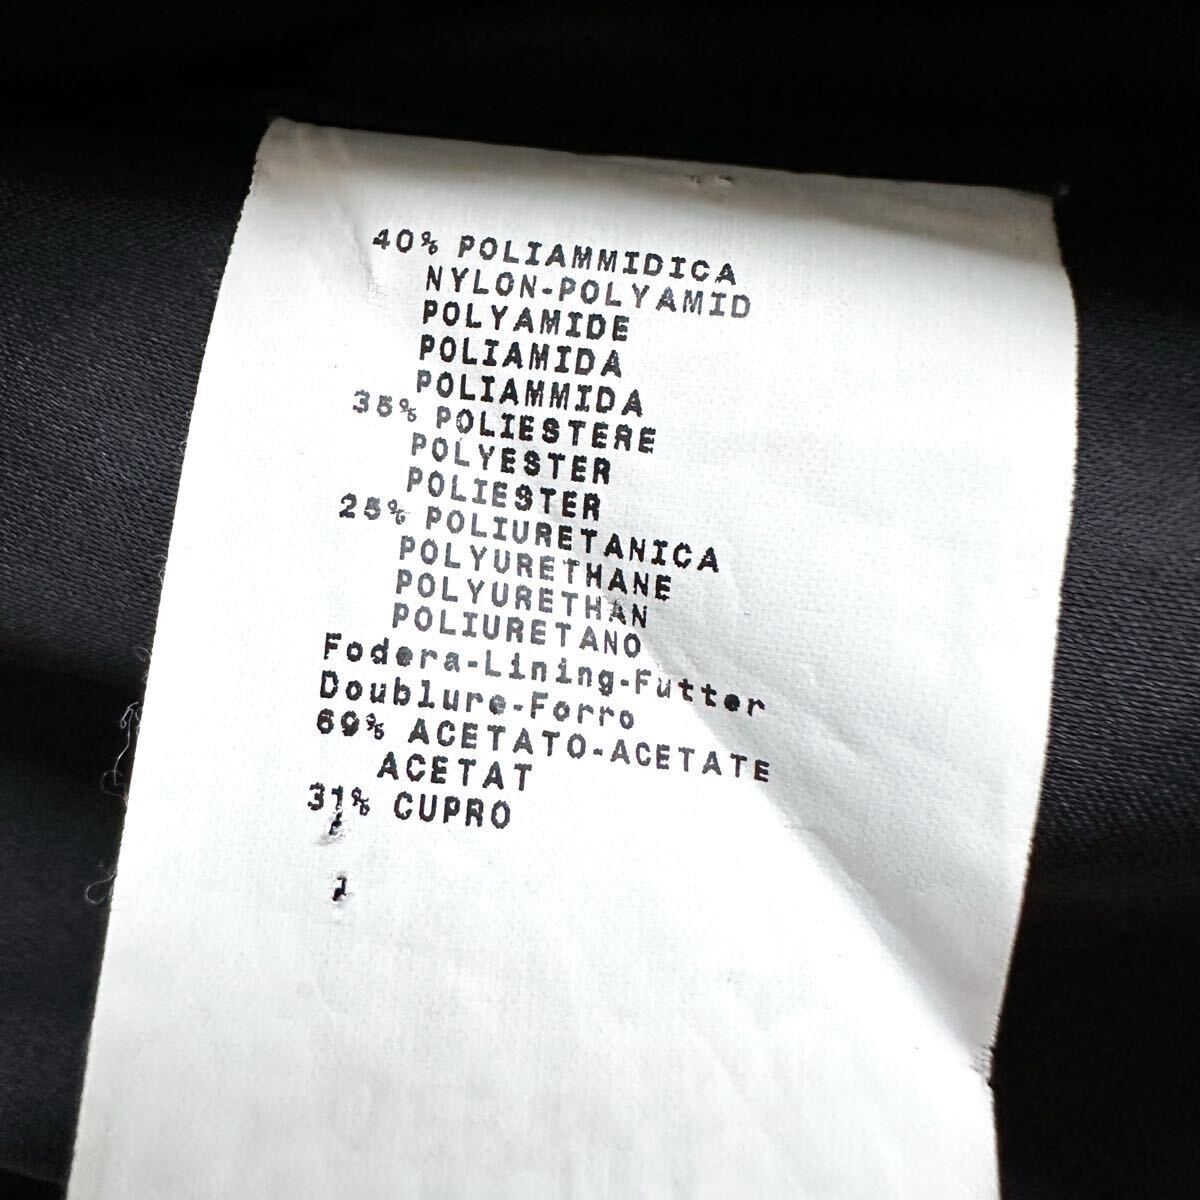 40% POLIAMMIDICA
NYLON-POLYAMID
POLYAMIDE
POLIAMIDA
POLIAMMIDA
35% POLIESTERE
POLYESTER
POLIESTER
25% POLIURETANICA
POLYURETHANE
POLYURETHAN
POLIURETANO
Fodera-Lining-Futter
Doublure-Forro
69% ACETATO-ACETATE
ACETAT
31% CUPRO